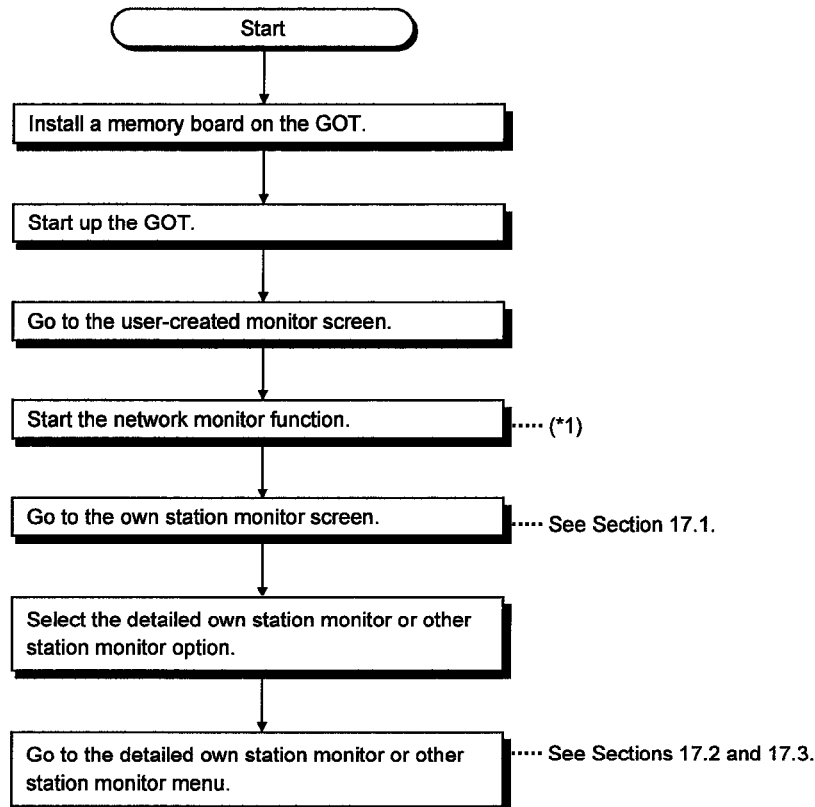 Start
Install a memory board on the GOT.
Start up the GOT.
Go to the user-created monitor screen.
Start the network monitor function.
(*1)
Go to the own station monitor screen.
See Section 17.1.
Select the detailed own station monitor or other
station monitor option.
Go to the detailed own station monitor or other
station monitor menu.
See Sections 17.2 and 17.3.